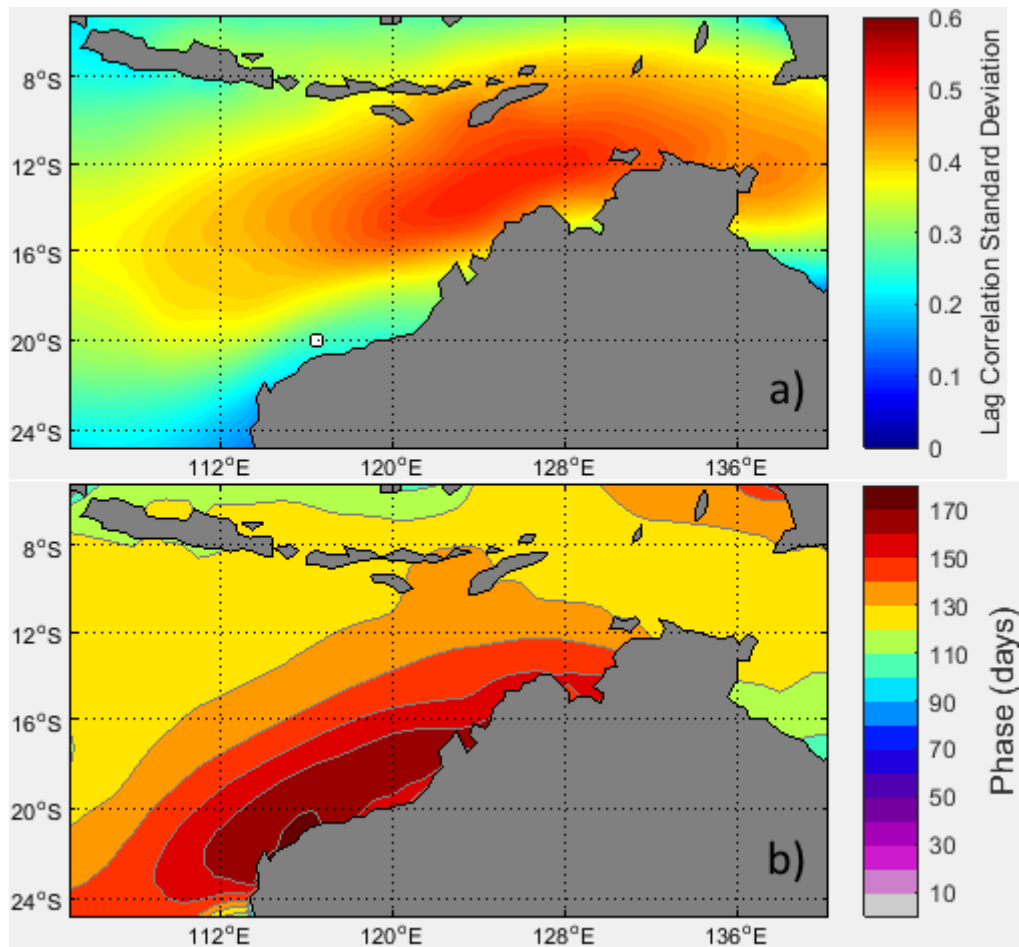 8°S
12°S
16°S
20°S
24°S
112°E 120°E 128°E 136°E
a)
0.6
0.5
0.4
0.3
0.2
0.1
0
Lag Correlation Standard Deviation
8°S
12°S
16°S
20°S
24°S
112°E 120°E 128°E 136°E
b)
170
150
130
110
90
70
50
30
10
Phase (days)